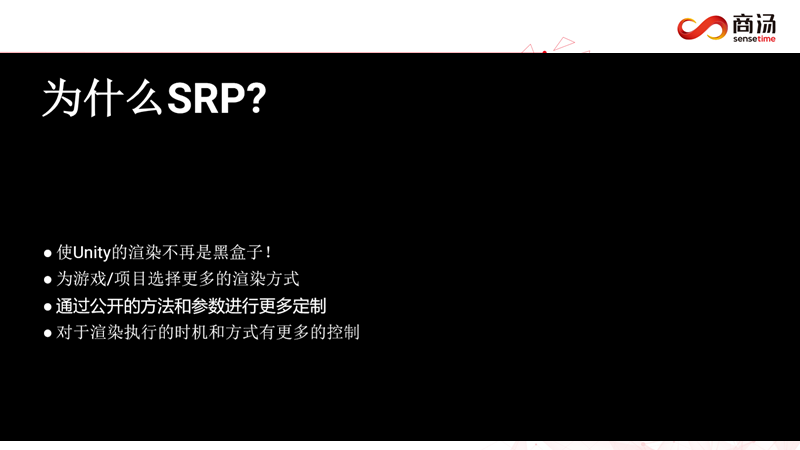 商汤
sensetime
为什么SRP?
● 使Unity的渲染不再是黑盒子！
● 为游戏/项目选择更多的渲染方式
● 通过公开的方法和参数进行更多定制
● 对于渲染执行的时机和方式有更多的控制